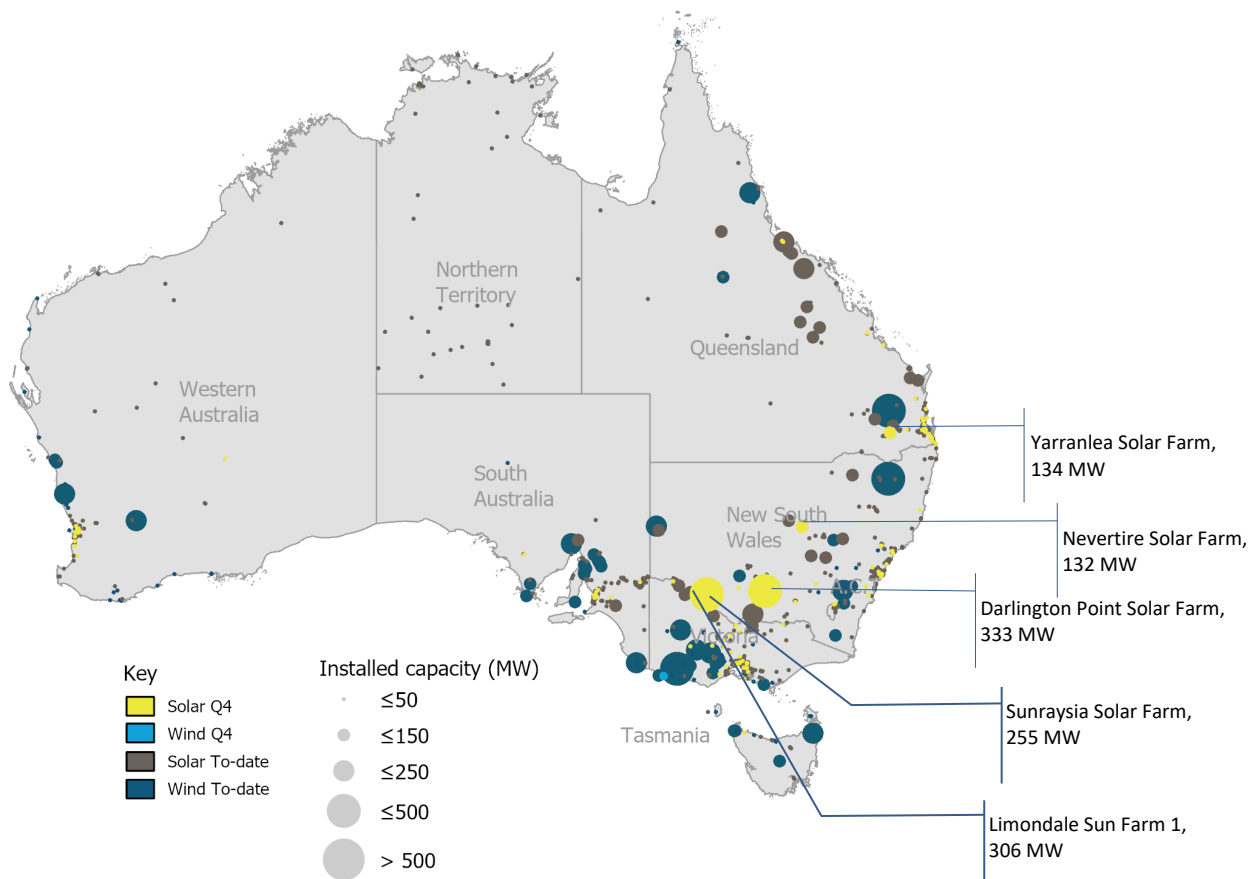 Northern
Territory
Queensland
Western
Australia
South
Australia
New South
Wales
A.C.T.
Victoria
Tasmania
Yarranlea Solar Farm,
134 MW
Nevertire Solar Farm,
132 MW
Darlington Point Solar Farm,
333 MW
Sunraysia Solar Farm,
255 MW
Limondale Sun Farm 1,
306 MW
Key
Solar Q4
Wind Q4
Solar To-date
Wind To-date
Installed capacity (MW)
≤50
≤150
≤250
≤500
> 500